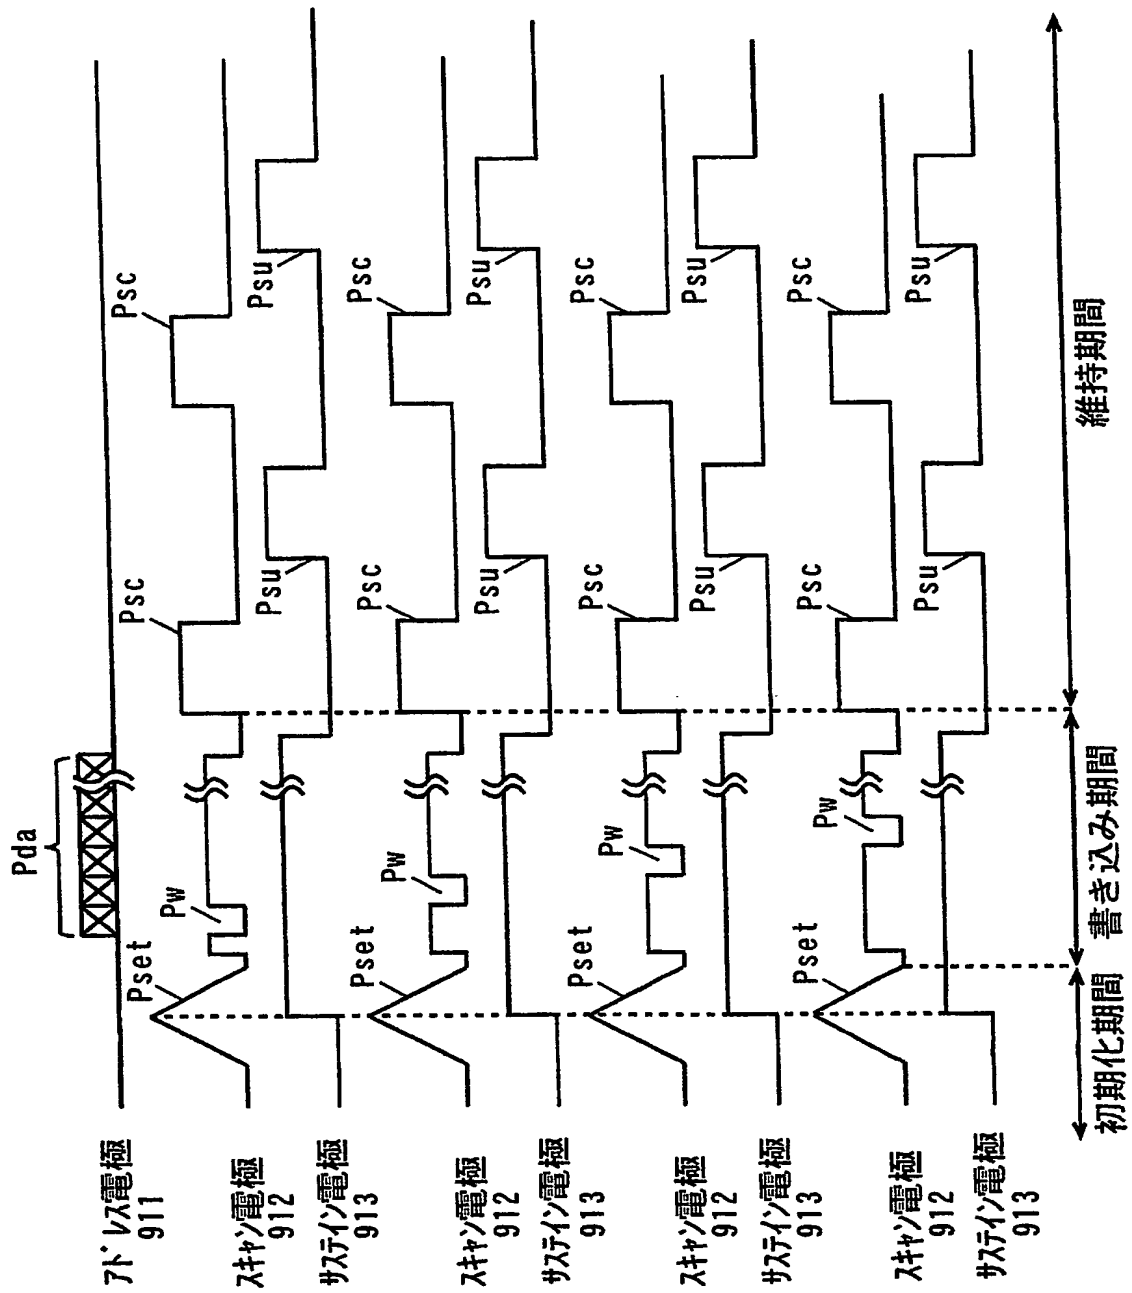 アドレス電極
911
Pda
スキャン電極
912
Pset
Pw
Psc
Psc
サステイン電極
913
Psu
Psu
スキャン電極
912
Pset
Pw
Psc
Psc
サステイン電極
913
Psu
Psu
スキャン電極
912
Pset
Pw
Psc
Psc
サステイン電極
913
Psu
Psu
スキャン電極
912
Pset
Pw
Psc
Psc
サステイン電極
913
Psu
Psu
初期化期間
書き込み期間
維持期間